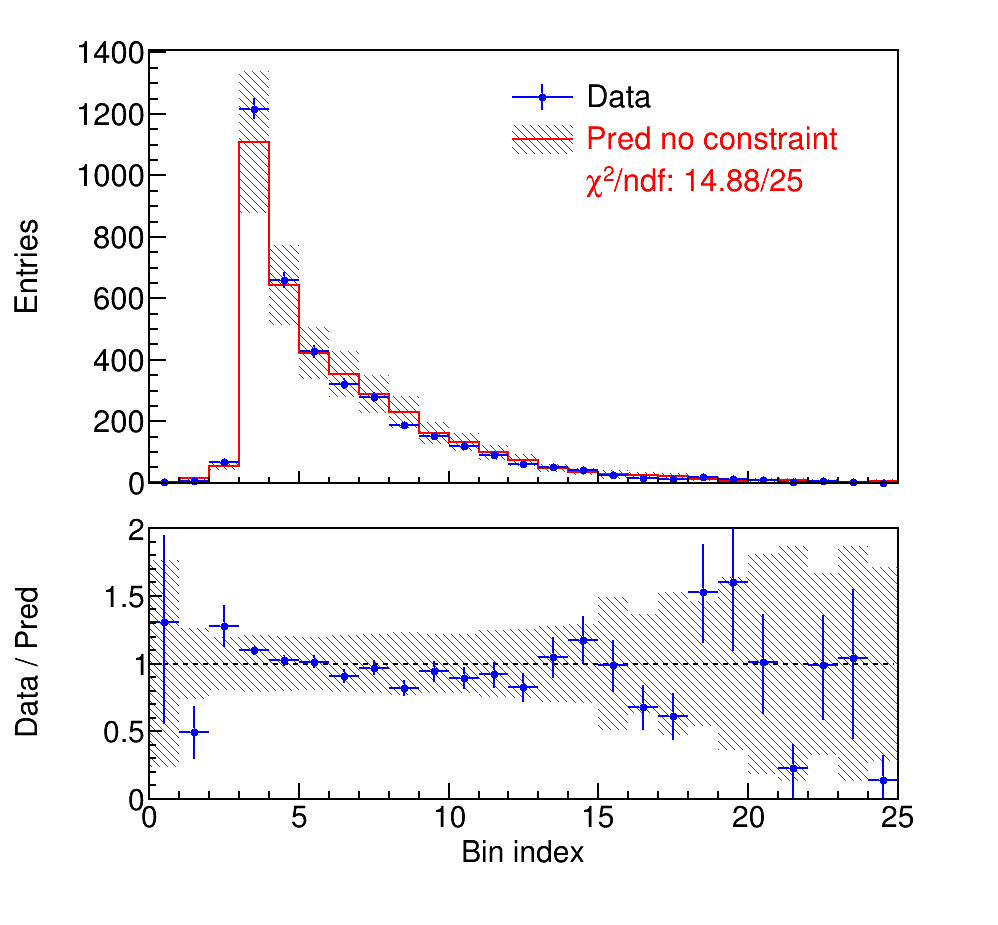 1400
1200
1000
800
600
400
200
0
Entries
Data
Pred no constraint
χ²/ndf: 14.88/25
2
1.5
1
0.5
0
Data / Pred
0 5 10 15 20 25
Bin index